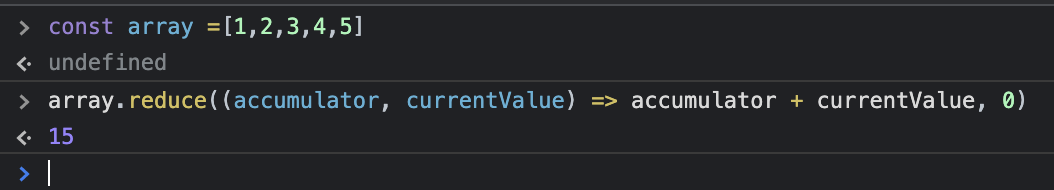 const array =[1,2,3,4,5]
undefined
array.reduce((accumulator, currentValue) => accumulator + currentValue, 0)
15